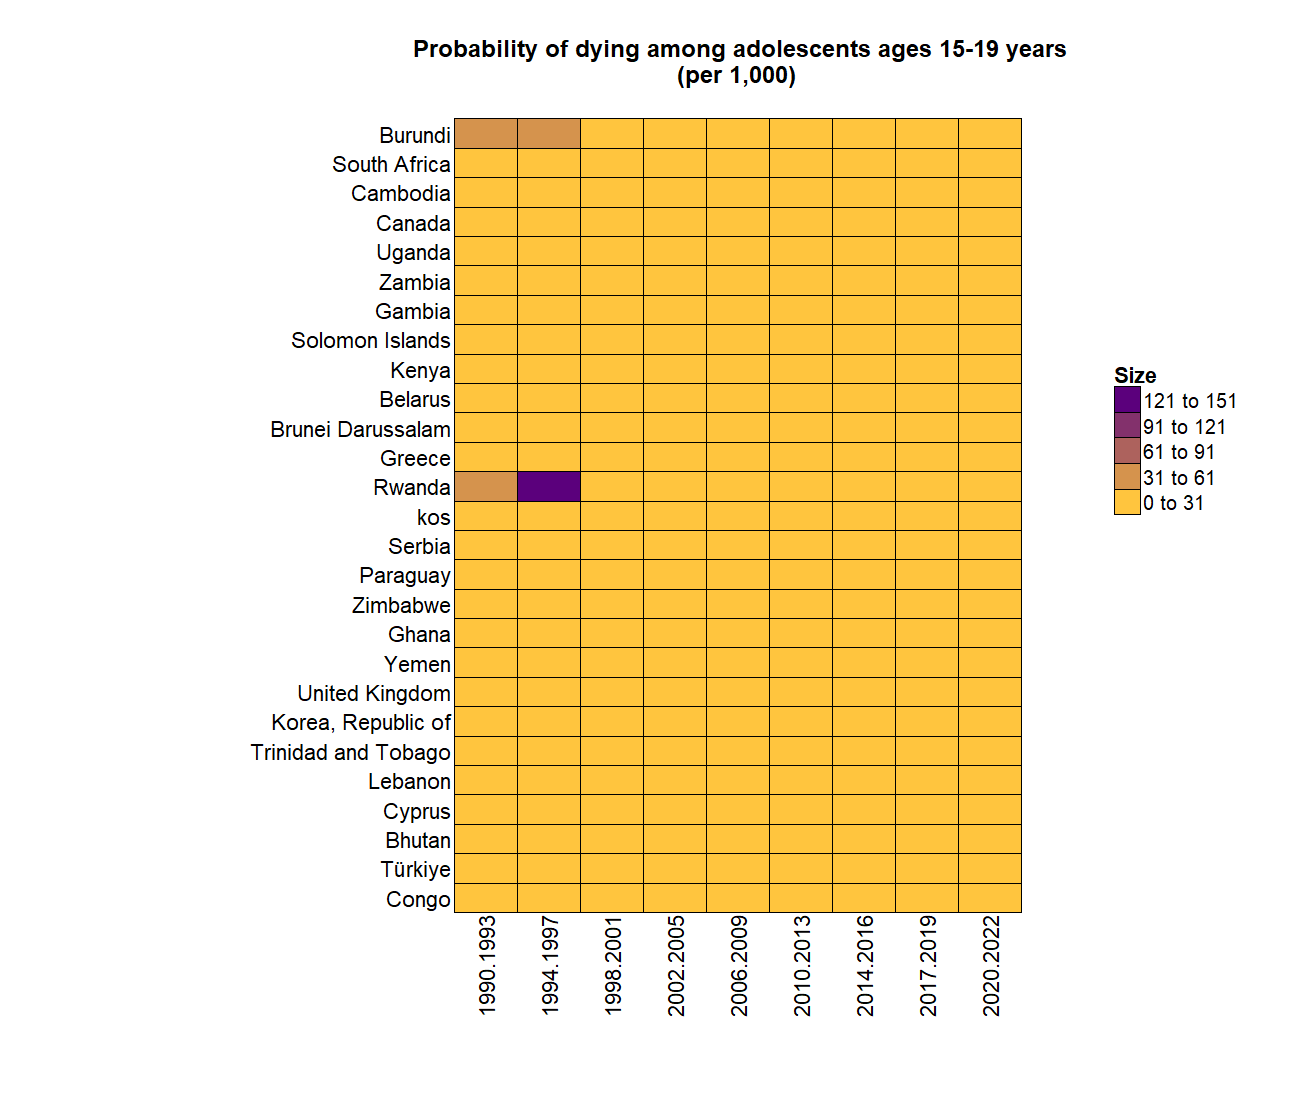 Probability of dying among adolescents ages 15-19 years
(per 1,000)
Burundi
South Africa
Cambodia
Canada
Uganda
Zambia
Gambia
Solomon Islands
Kenya
Belarus
Brunei Darussalam
Greece
Rwanda
kos
Serbia
Paraguay
Zimbabwe
Ghana
Yemen
United Kingdom
Korea, Republic of
Trinidad and Tobago
Lebanon
Cyprus
Bhutan
Türkiye
Congo
1990.1993
1994.1997
1998.2001
2002.2005
2006.2009
2010.2013
2014.2016
2017.2019
2020.2022
Size
121 to 151
91 to 121
61 to 91
31 to 61
0 to 31